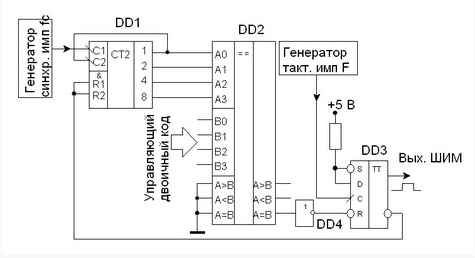 DD1
DD2
Генератор
синхр. имп fc
C1
C2
&
R1
R2
CT2
1
2
4
8
A0
A1
A2
A3
==
B0
B1
B2
B3
Управляющий
двоичный код
A>B
A<B
A=B
A>B
A<B
A=B
Генератор
такт. имп F
+5 В
DD3
S
D
C
R
TT
Вых. ШИМ
1
DD4